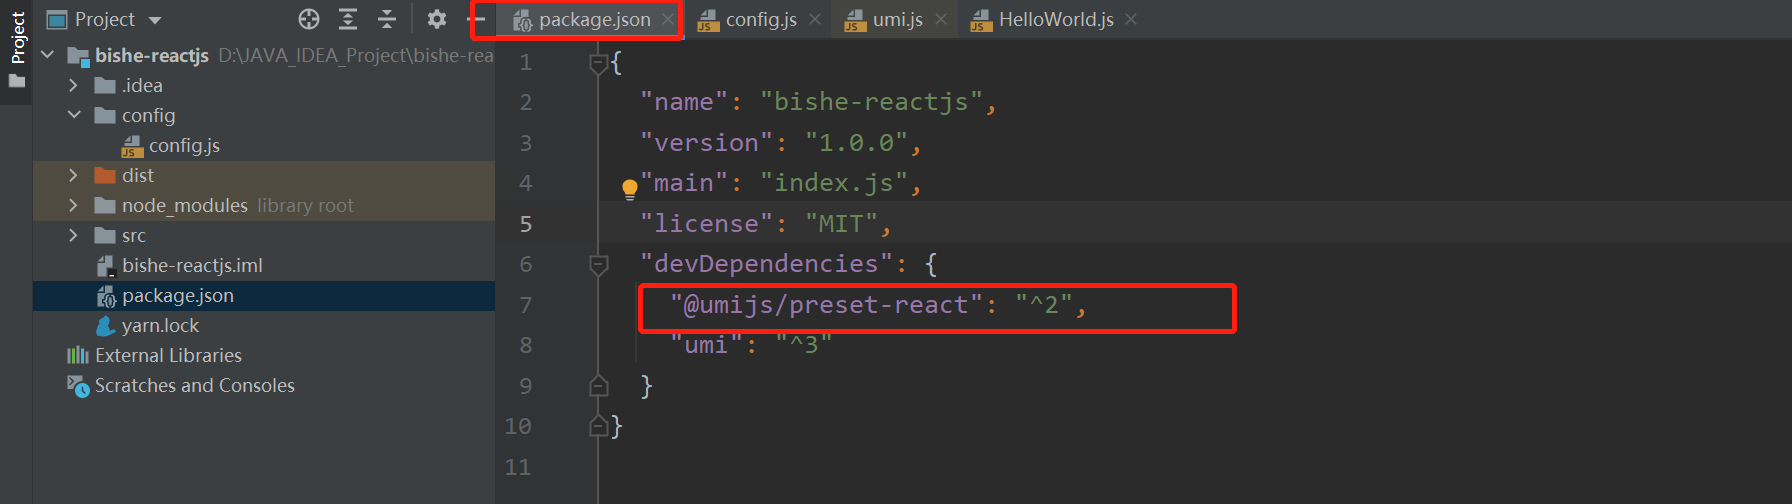 Project
Project
package.json
config.js
umi.js
HelloWorld.js
bishe-reactjs D:\JAVA_IDEA_Project\bishe-rea
.idea
config
config.js
dist
node_modules library root
src
bishe-reactjs.iml
package.json
yarn.lock
External Libraries
Scratches and Consoles
1 {
2 "name": "bishe-reactjs",
3 "version": "1.0.0",
4 "main": "index.js",
5 "license": "MIT",
6 "devDependencies": {
7 "@umijs/preset-react": "^2",
8 "umi": "^3"
9 }
10 }
11